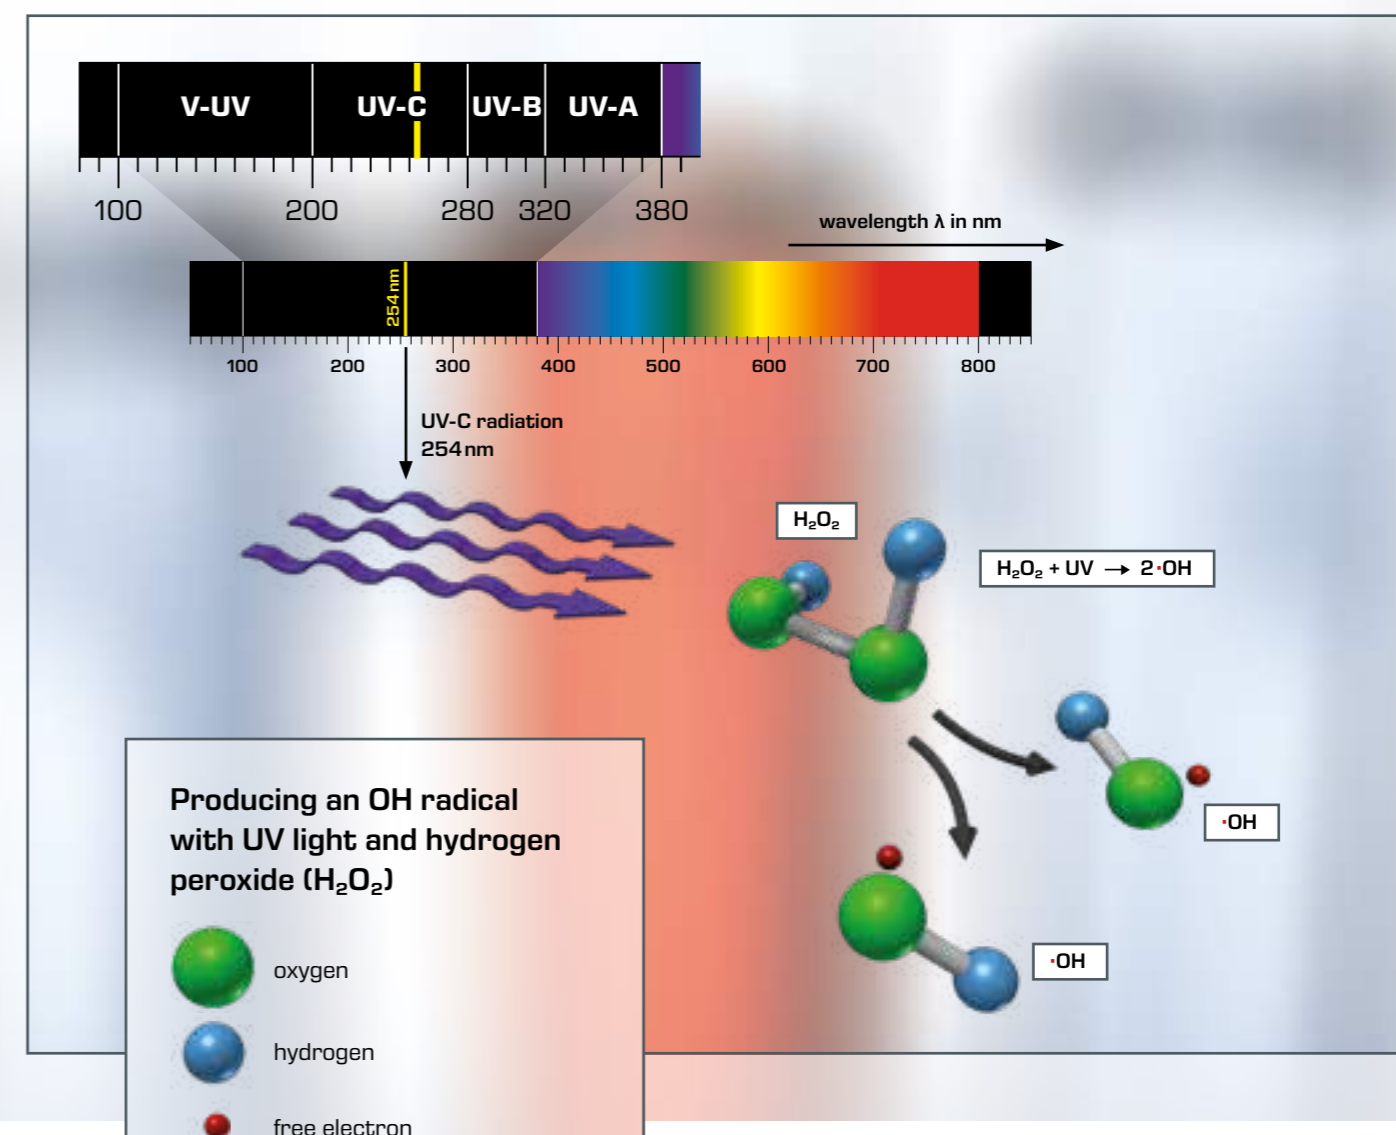 V-UV UV-C UV-B UV-A
100 200 280 320 380
wavelength λ in nm
254 nm
100 200 300 400 500 600 700 800
UV-C radiation
254 nm
H₂O₂
H₂O₂ + UV → 2·OH
·OH
·OH
Producing an OH radical
with UV light and hydrogen
peroxide (H₂O₂)
oxygen
hydrogen
free electron